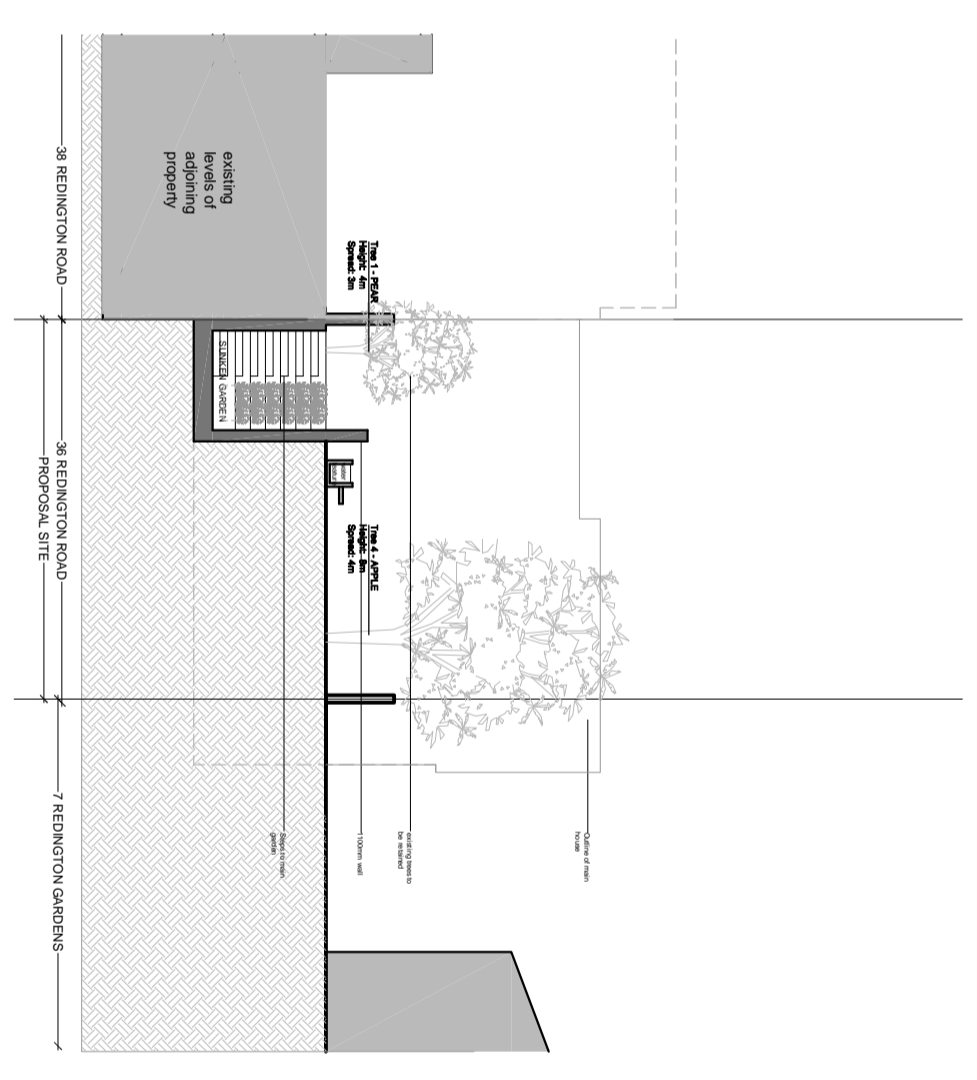 existing
levels of
adjoining
property
Tree 1 - PEAR
Height: 4m
Spread: 3m
SUNKEN GARDEN
Tree 4 - APPLE
Height: 8m
Spread: 4m
Outline of main
house
existing trees to
be retained
1100mm wall
Steps to main
garden
38 REDINGTON ROAD
36 REDINGTON ROAD
PROPOSAL SITE
7 REDINGTON GARDENS